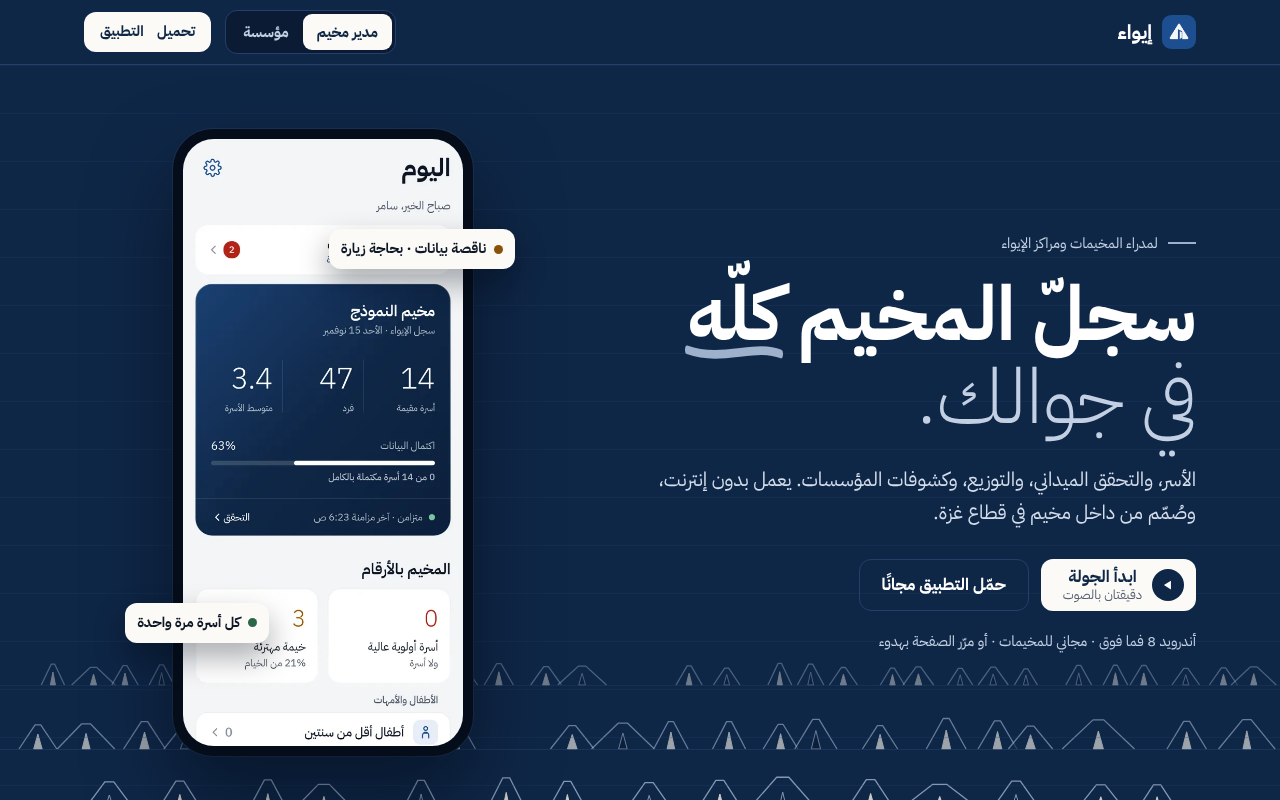 إيواء
مدير مخيم
مؤسسة
تحميل التطبيق
لمدراء المخيمات ومراكز الإيواء
سجلّ المخيم كلّه
في جوالك.
الأسر، والتحقق الميداني، والتوزيع، وكشوفات المؤسسات. يعمل بدون إنترنت،
وصُمّم من داخل مخيم في قطاع غزة.
ابدأ الجولة
دقيقتان بالصوت
حمّل التطبيق مجانًا
أندرويد 8 فما فوق · مجاني للمخيمات · أو مرّر الصفحة بهدوء
اليوم
صباح الخير، سامر
ناقصة بيانات · بحاجة زيارة
2
مخيم النموذج
سجل الإيواء · الأحد 15 نوفمبر
14
47
3.4
أسرة مقيمة
فرد
متوسط الأسرة
اكتمال البيانات
63%
0 من 14 أسرة مكتملة بالكامل
متزامن · آخر مزامنة 6:23 ص
التحقق
المخيم بالأرقام
0
أسرة أولوية عالية
ولا أسرة
3
خيمة مهترئة
21% من الخيام
كل أسرة مرة واحدة
الأطفال والأمهات
أطفال أقل من سنتين
0